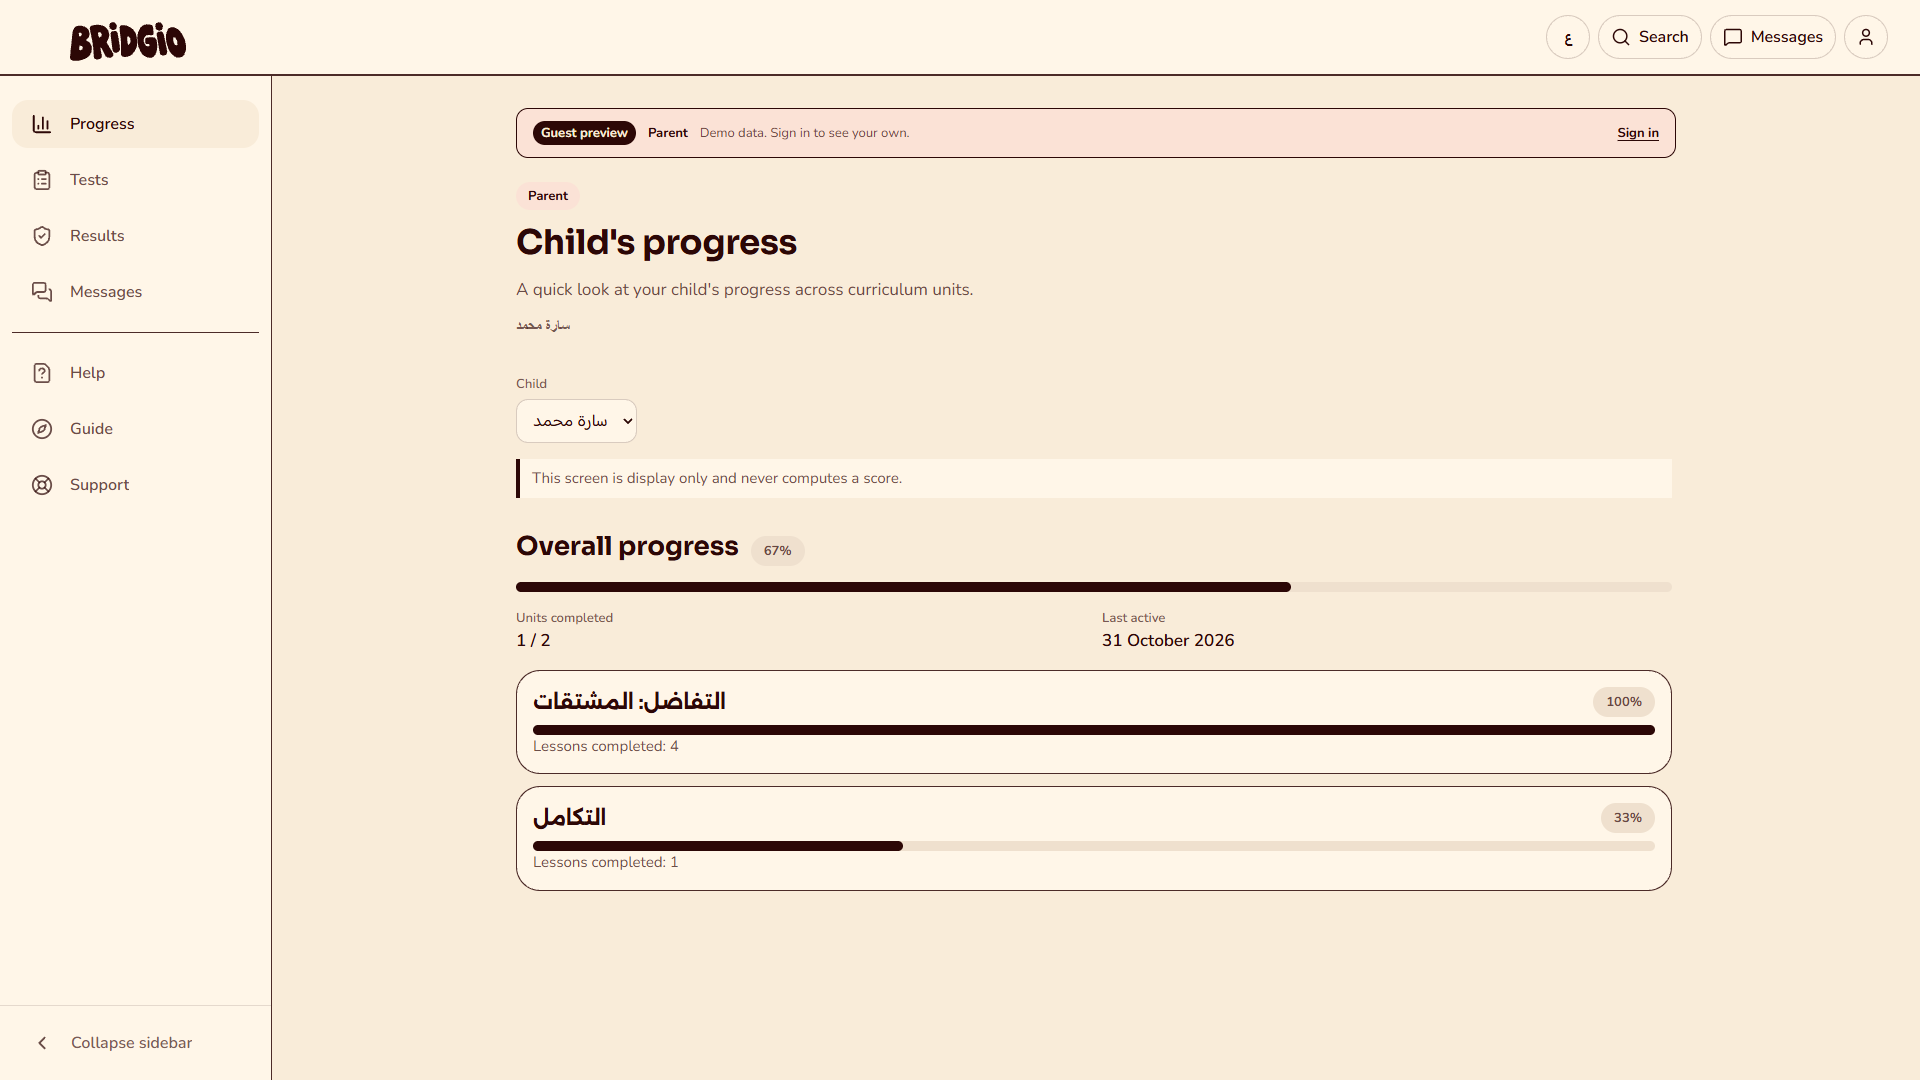 BRiDGiO
ع
Search
Messages
Progress
Tests
Results
Messages
Help
Guide
Support
Collapse sidebar
Guest preview Parent Demo data. Sign in to see your own. Sign in
Parent
Child's progress
A quick look at your child's progress across curriculum units.
سارة محمد
Child
سارة محمد
This screen is display only and never computes a score.
Overall progress 67%
Units completed
1 / 2
Last active
31 October 2026
التفاضل: المشتقات 100%
Lessons completed: 4
التكامل 33%
Lessons completed: 1